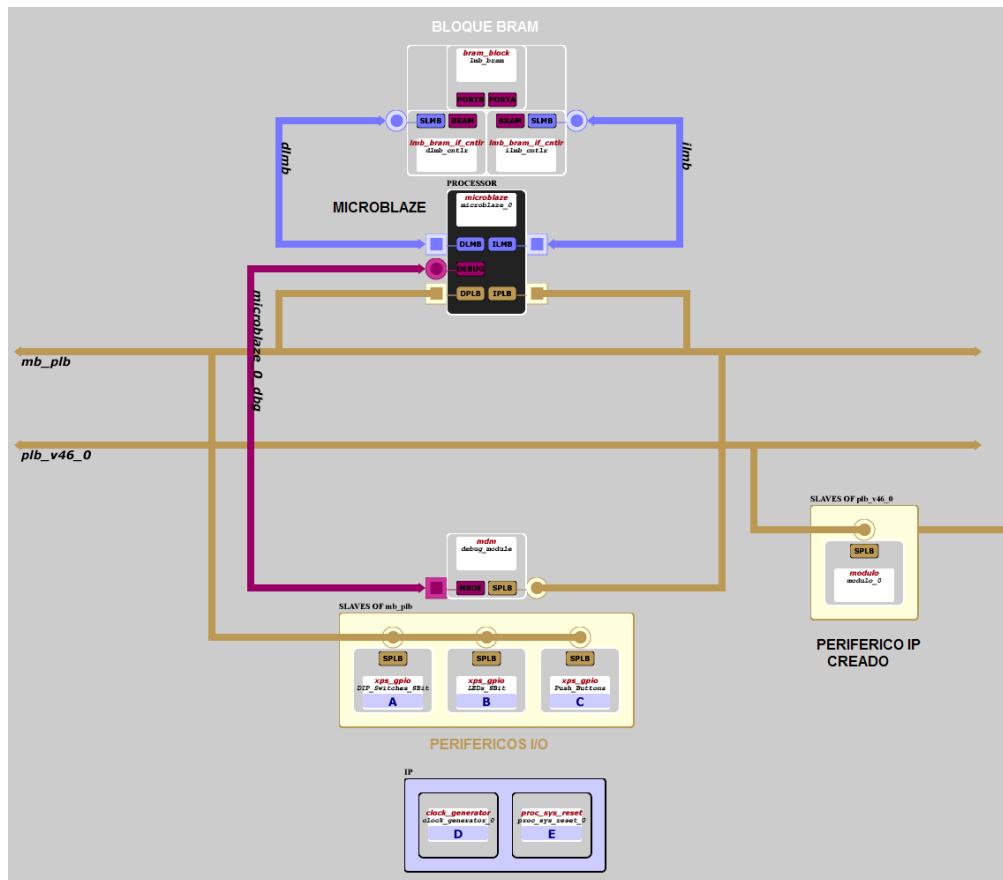 BLOQUE BRAM
bram_block
lmb_bram
PORTB PORTA
SLMB BRAM BRAM SLMB
lmb_bram_if_cntlr lmb_bram_if_cntlr
dlmb_cntlr ilmb_cntlr
dlmb
ilmb
PROCESSOR
MICROBLAZE
microblaze
microblaze_0
DLMB ILMB
DEBUG
DPLB IPLB
microblaze_0_dbg
mb_plb
plb_v46_0
SLAVES OF plb_v46_0
SPLB
modulo
modulo_0
PERIFERICO IP
CREADO
mdm
debug_module
MBDE SPLB
SLAVES OF mb_plb
SPLB SPLB SPLB
xps_gpio xps_gpio xps_gpio
DIP_Switches_8Bit LEDs_8Bit Push_Buttons
A B C
PERIFERICOS I/O
IP
clock_generator proc_sys_reset
clock_generator_0 proc_sys_reset_0
D E